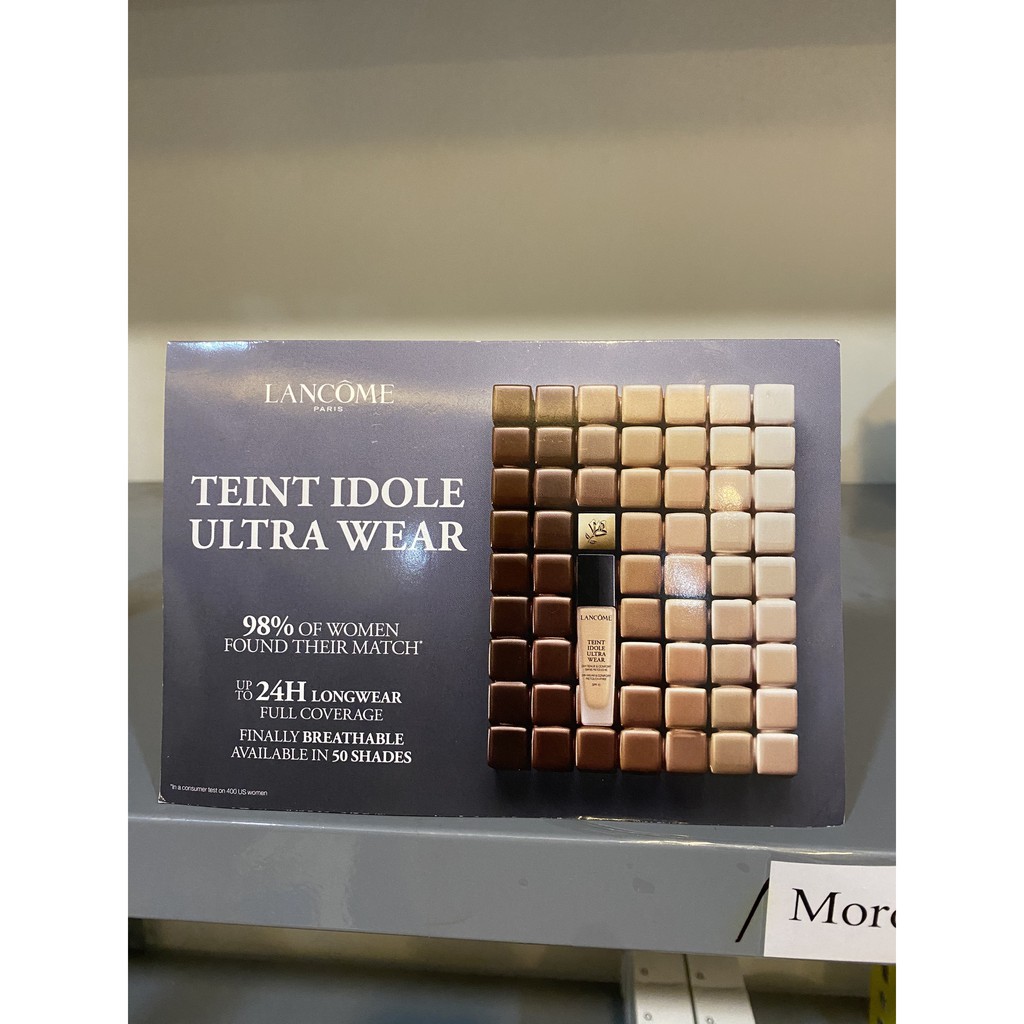 LANCÔME
PARIS
TEINT IDOLE
ULTRA WEAR
98% OF WOMEN
FOUND THEIR MATCH*
UP TO 24H LONGWEAR
FULL COVERAGE
FINALLY BREATHABLE
AVAILABLE IN 50 SHADES
*In a consumer test on 400 US women
LANCÔME
TEINT
IDOLE
ULTRA
WEAR
More